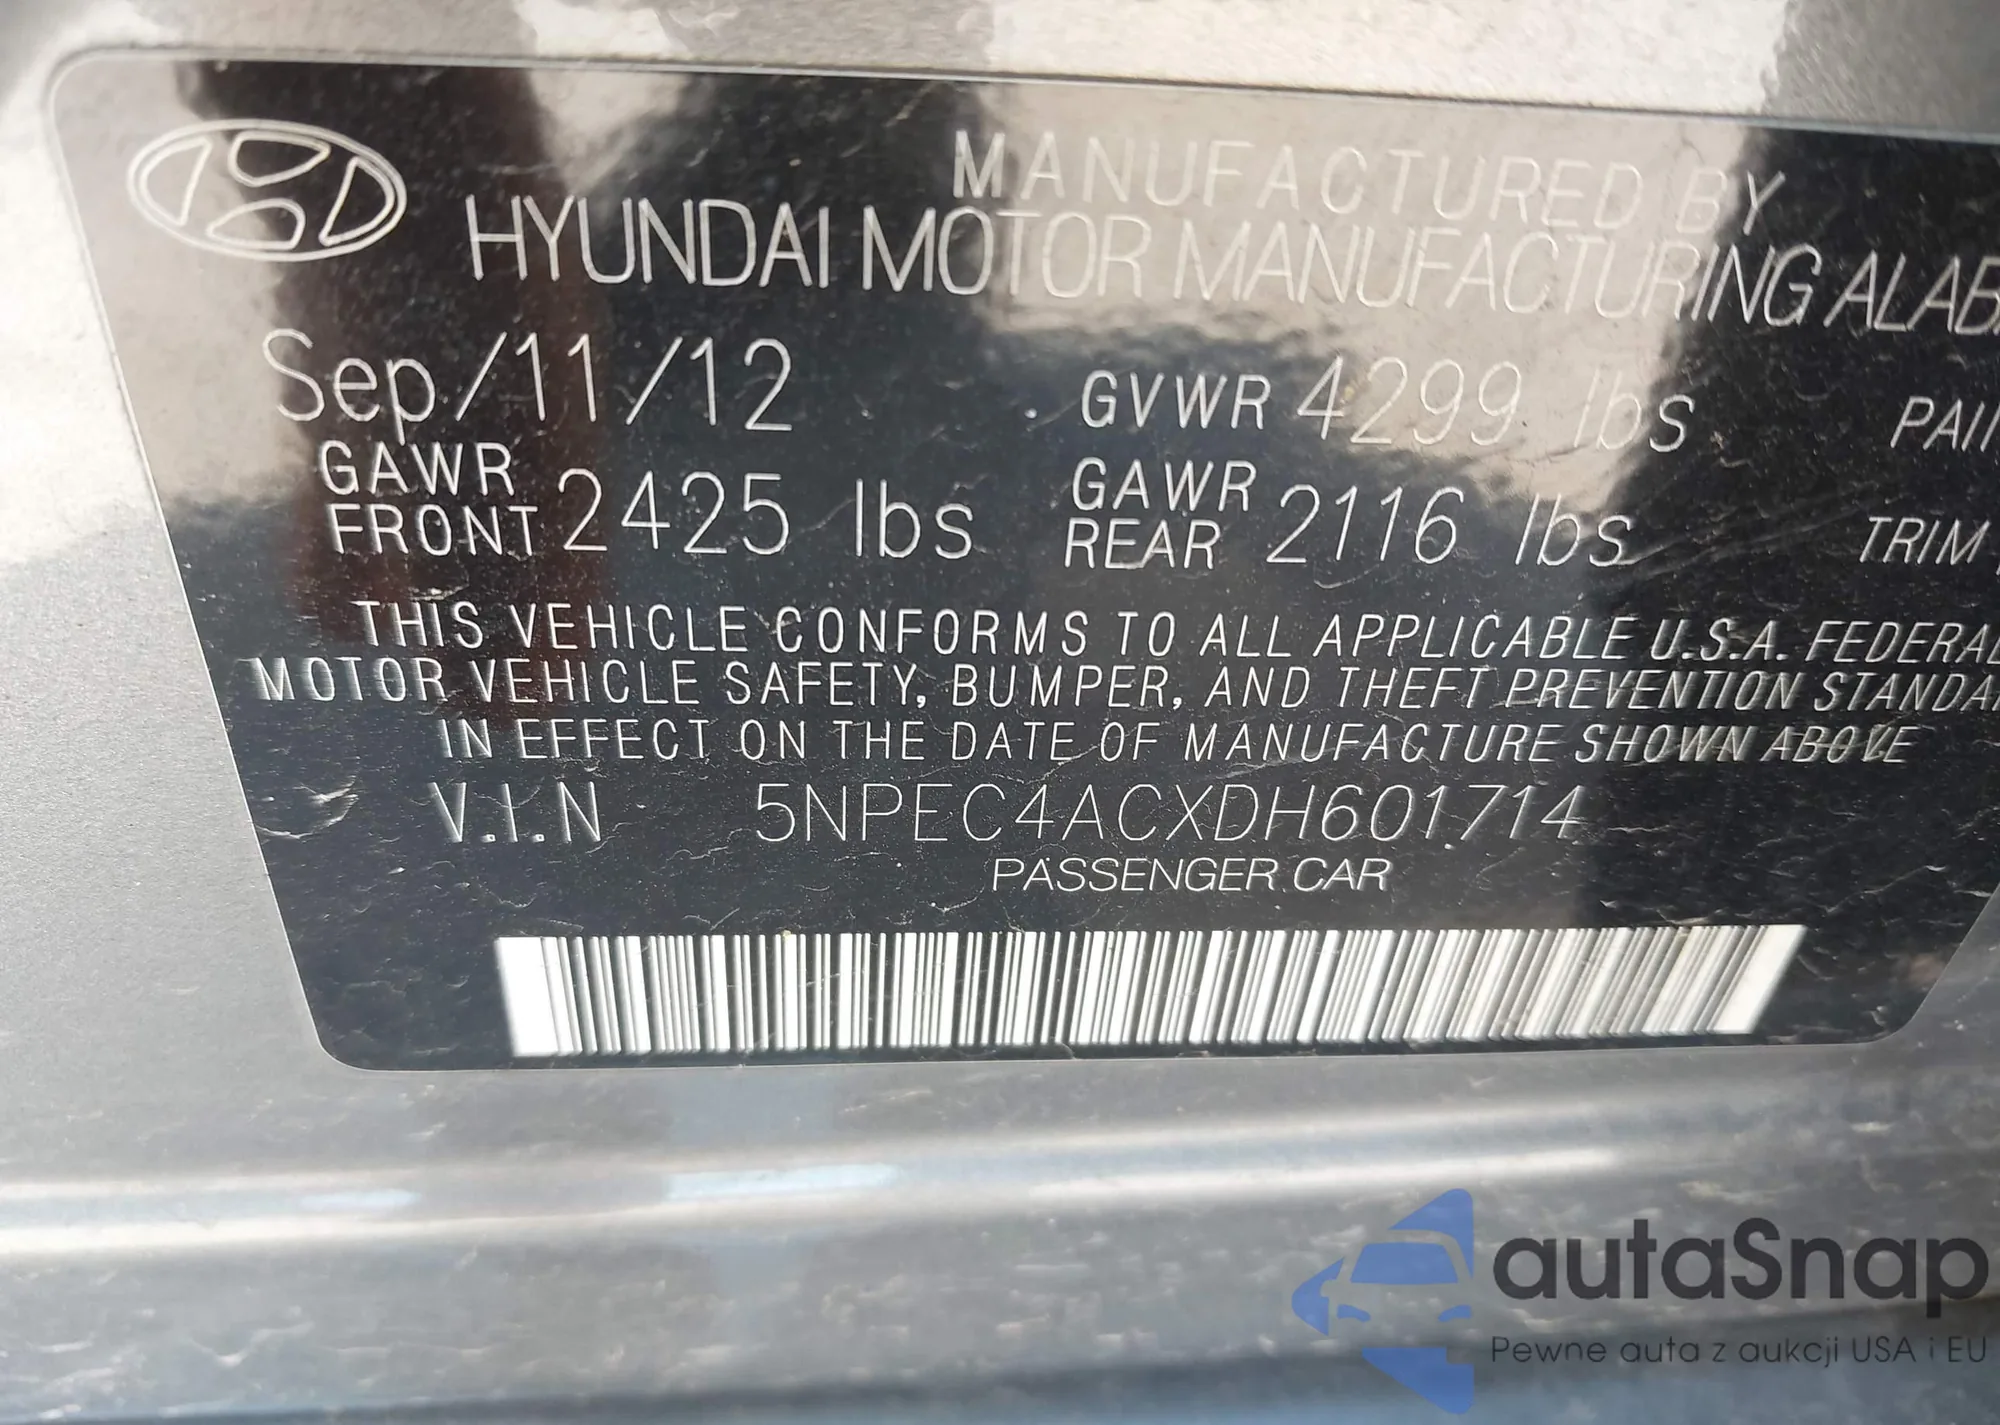 MANUFACTURED BY
HYUNDAI MOTOR MANUFACTURING ALAB
Sep/11/12 GVWR 4299 lbs PAI
GAWR FRONT 2425 lbs GAWR REAR 2116 lbs TRIM
THIS VEHICLE CONFORMS TO ALL APPLICABLE U.S.A. FEDERAL
MOTOR VEHICLE SAFETY, BUMPER, AND THEFT PREVENTION STANDA
IN EFFECT ON THE DATE OF MANUFACTURE SHOWN ABOVE
V.I.N 5NPEC4ACXDH601714
PASSENGER CAR
autaSnap
Pewne auta z aukcji USA i EU